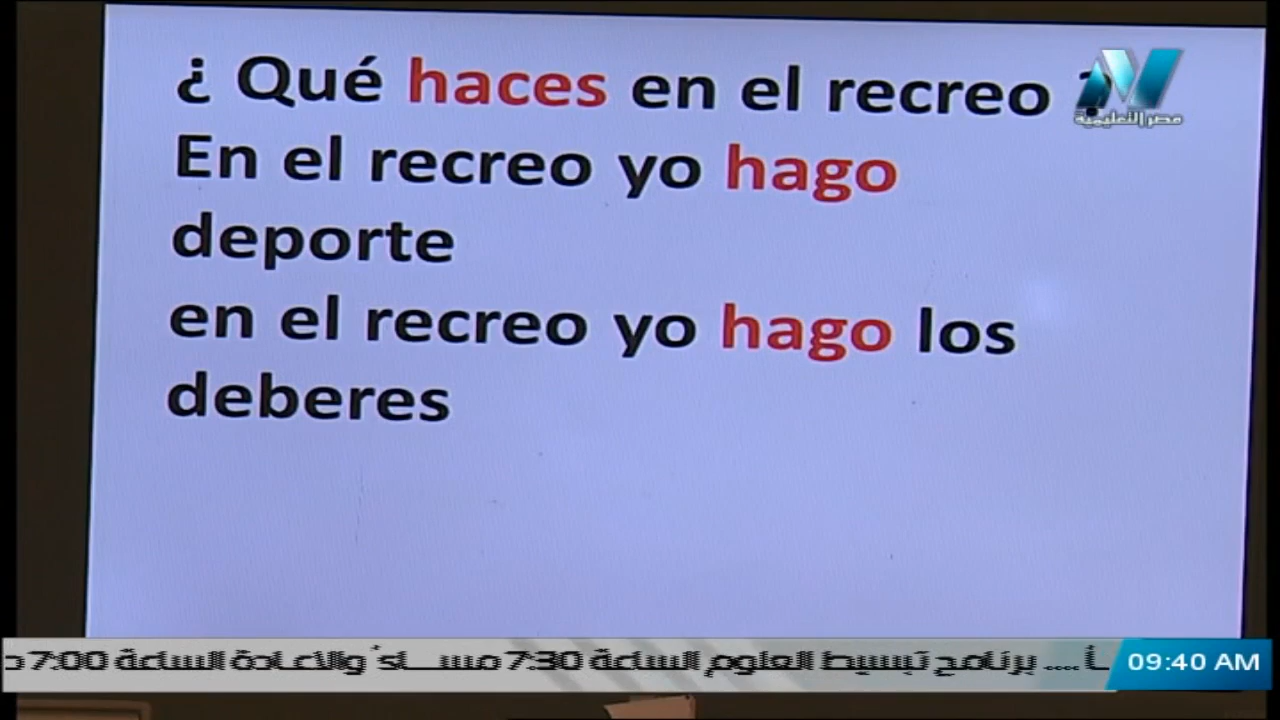 ¿ Qué haces en el recreo ?
مصر التعليمية
En el recreo yo hago
deporte
en el recreo yo hago los
deberes
أ .... برنامج تبسيط العلوم الساعة 7:30 مساءً والاعادة الساعة 7:00
09:40 AM